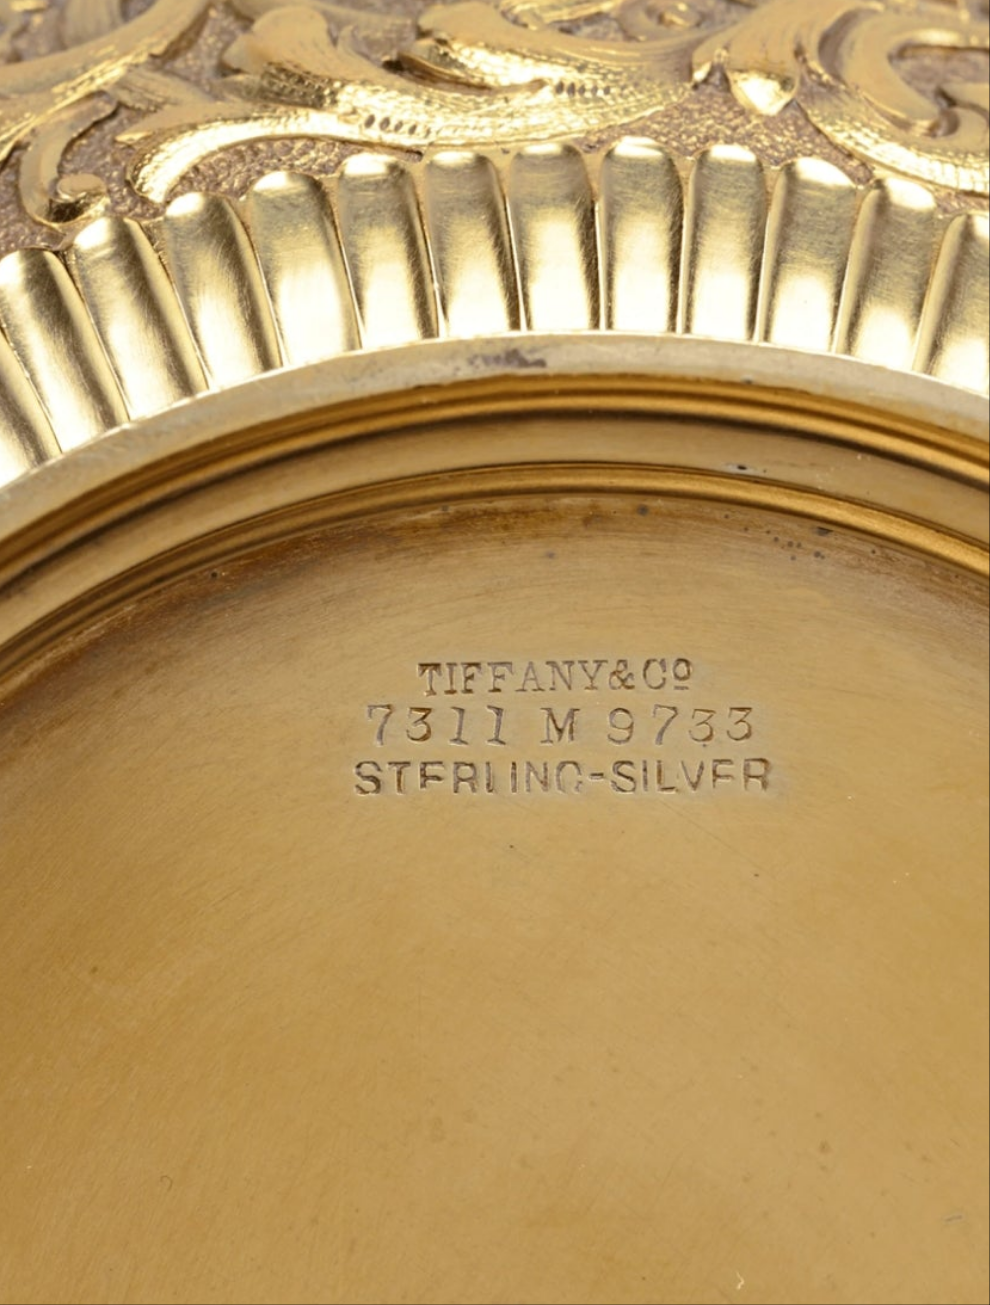 TIFFANY&Cº
7311 M 9733
STERLING-SILVER